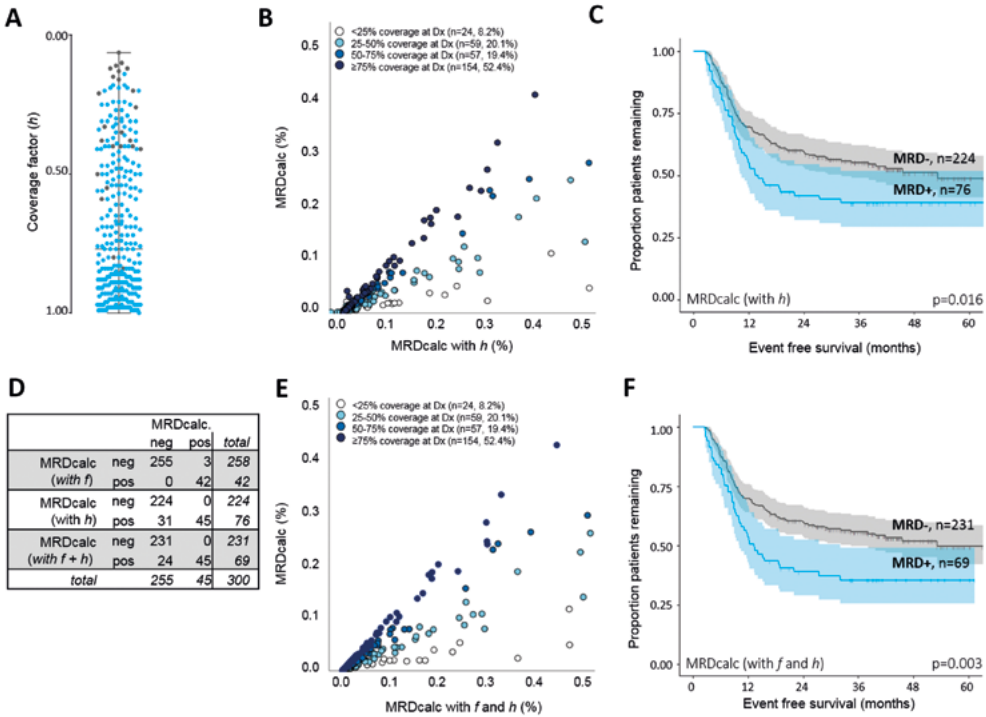 A
0.00
0.50
1.00
Coverage factor (h)
B
<25% coverage at Dx (n=24, 8.2%)
25-50% coverage at Dx (n=59, 20.1%)
50-75% coverage at Dx (n=57, 19.4%)
≥75% coverage at Dx (n=154, 52.4%)
0.5
0.4
0.3
0.2
0.1
0.0
MRDcalc (%)
0.0 0.1 0.2 0.3 0.4 0.5
MRDcalc with h (%)
C
1.00
0.75
0.50
0.25
0.00
Proportion patients remaining
MRD-, n=224
MRD+, n=76
MRDcalc (with h) p=0.016
0 12 24 36 48 60
Event free survival (months)
D
MRDcalc.
neg pos total
MRDcalc neg 255 3 258
(with f) pos 0 42 42
MRDcalc neg 224 0 224
(with h) pos 31 45 76
MRDcalc neg 231 0 231
(with f + h) pos 24 45 69
total 255 45 300
E
<25% coverage at Dx (n=24, 8.2%)
25-50% coverage at Dx (n=59, 20.1%)
50-75% coverage at Dx (n=57, 19.4%)
≥75% coverage at Dx (n=154, 52.4%)
0.5
0.4
0.3
0.2
0.1
0.0
MRDcalc (%)
0.0 0.1 0.2 0.3 0.4 0.5
MRDcalc with f and h (%)
F
1.00
0.75
0.50
0.25
0.00
Proportion patients remaining
MRD-, n=231
MRD+, n=69
MRDcalc (with f and h) p=0.003
0 12 24 36 48 60
Event free survival (months)